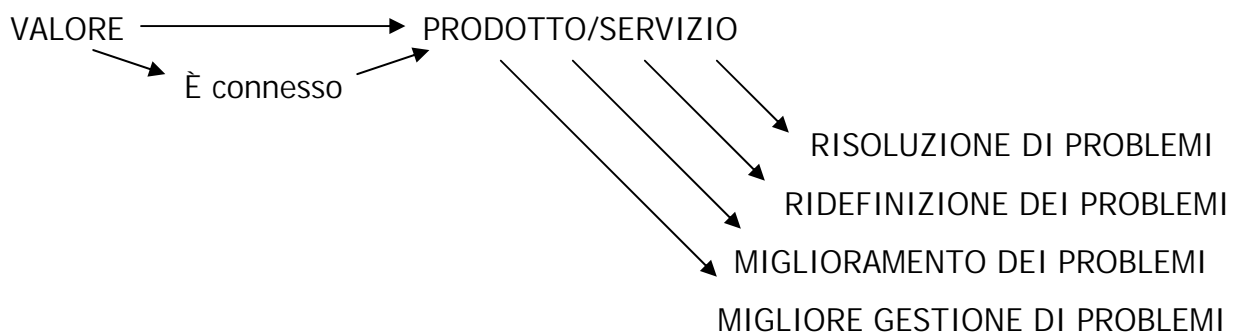 VALORE PRODOTTO/SERVIZIO
È connesso
RISOLUZIONE DI PROBLEMI
RIDEFINIZIONE DEI PROBLEMI
MIGLIORAMENTO DEI PROBLEMI
MIGLIORE GESTIONE DI PROBLEMI